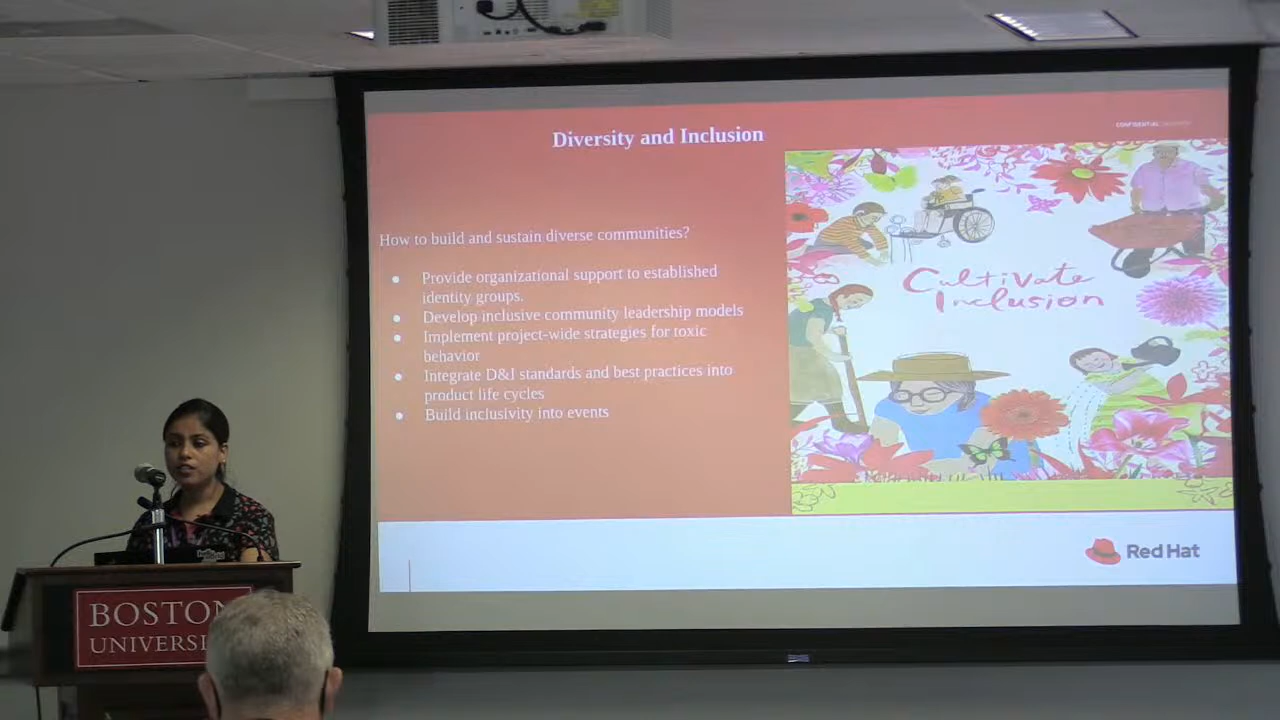 Diversity and Inclusion
CONFIDENTIAL
How to build and sustain diverse communities?
● Provide organizational support to established
identity groups.
● Develop inclusive community leadership models
● Implement project-wide strategies for toxic
behavior
● Integrate D&I standards and best practices into
product life cycles
● Build inclusivity into events
Cultivate
Inclusion
Red Hat
BOSTON
UNIVERSI